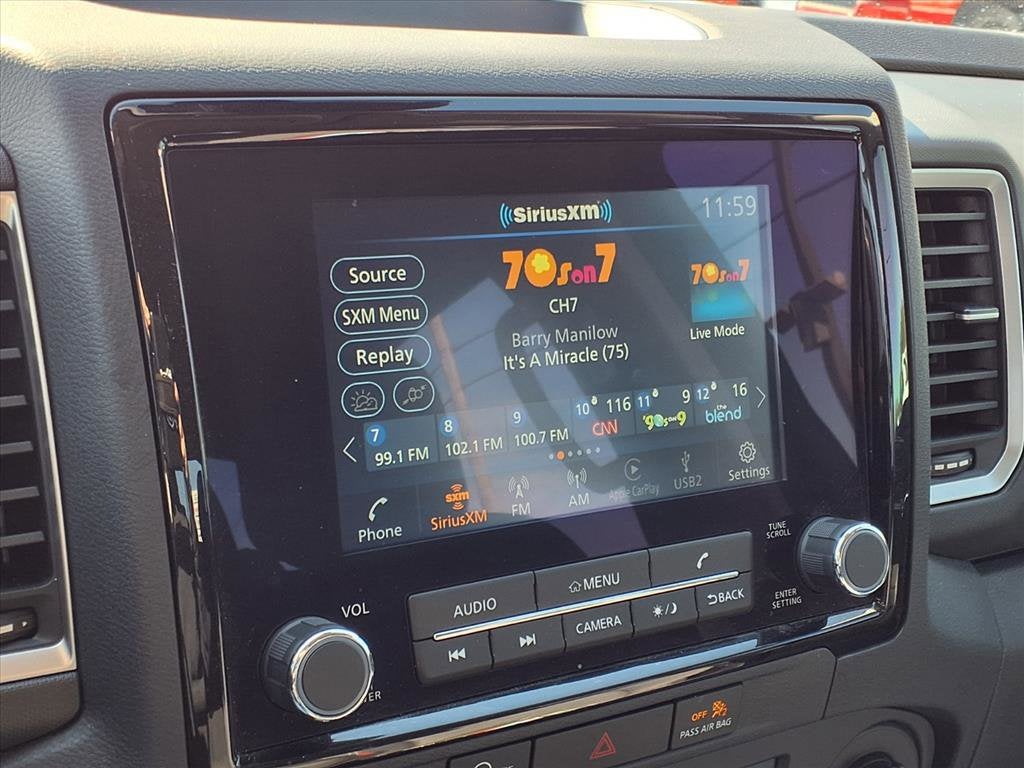 SiriusXM
11:59
70s on 7
70s on 7
CH7
Live Mode
Source
SXM Menu
Replay
Barry Manilow
It's A Miracle (75)
7 99.1 FM
8 102.1 FM
9 100.7 FM
10 116 CNN
11 9 '90s on 9
12 16 the blend
Phone
sxm SiriusXM
FM
AM
Apple CarPlay
USB2
Settings
VOL
AUDIO
MENU
CAMERA
BACK
TUNE
SCROLL
ENTER
SETTING
OFF
PASS AIR BAG